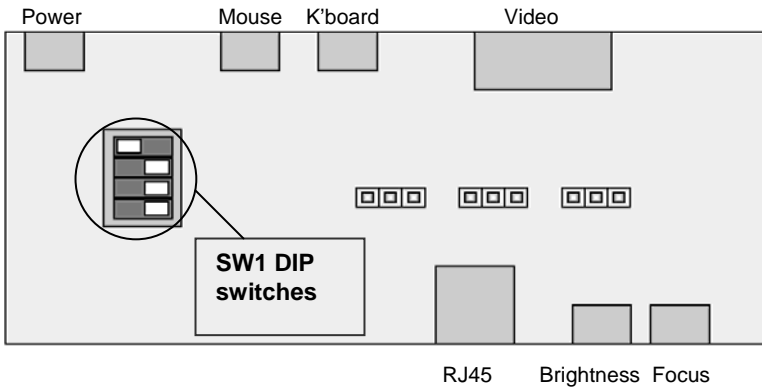 Power Mouse K’board Video
SW1 DIP
switches
RJ45 Brightness Focus